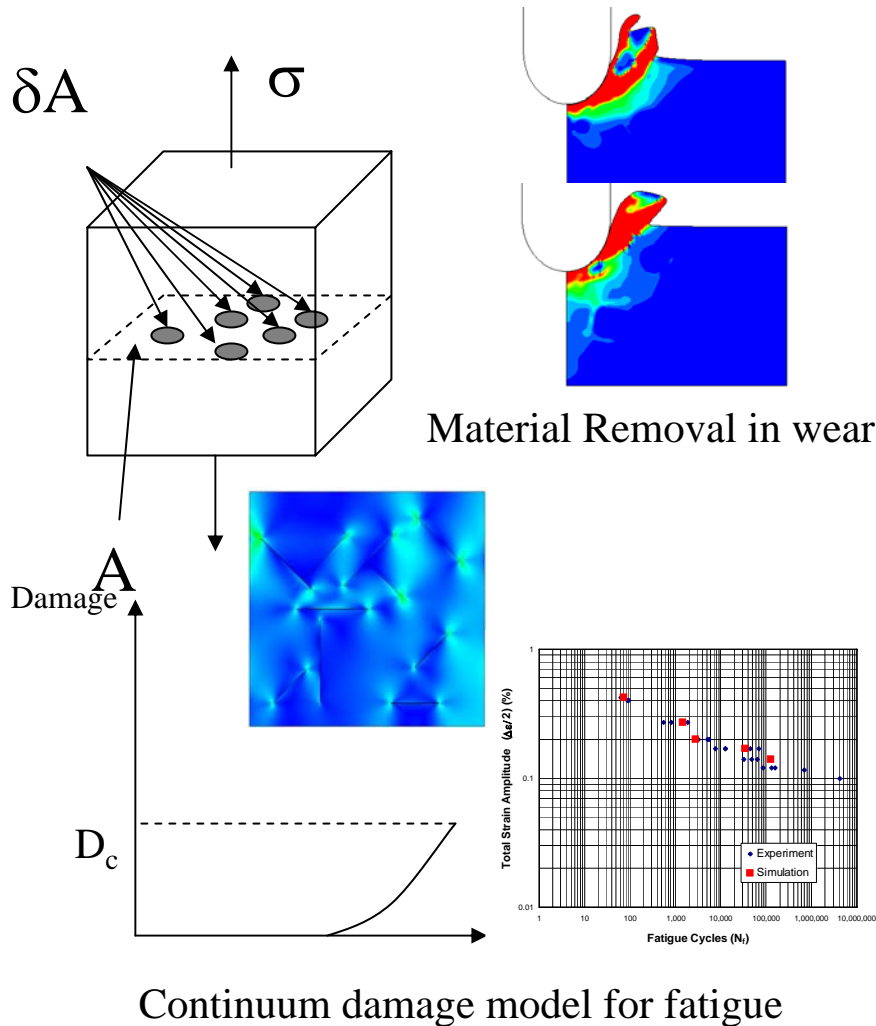 δA
σ
Material Removal in wear
A
Damage
D_c
1
0.1
0.01
Total Strain Amplitude (Δε/2) (%)
Experiment
Simulation
1 10 100 1,000 10,000 100,000 1,000,000 10,000,000
Fatigue Cycles (N_f)
Continuum damage model for fatigue